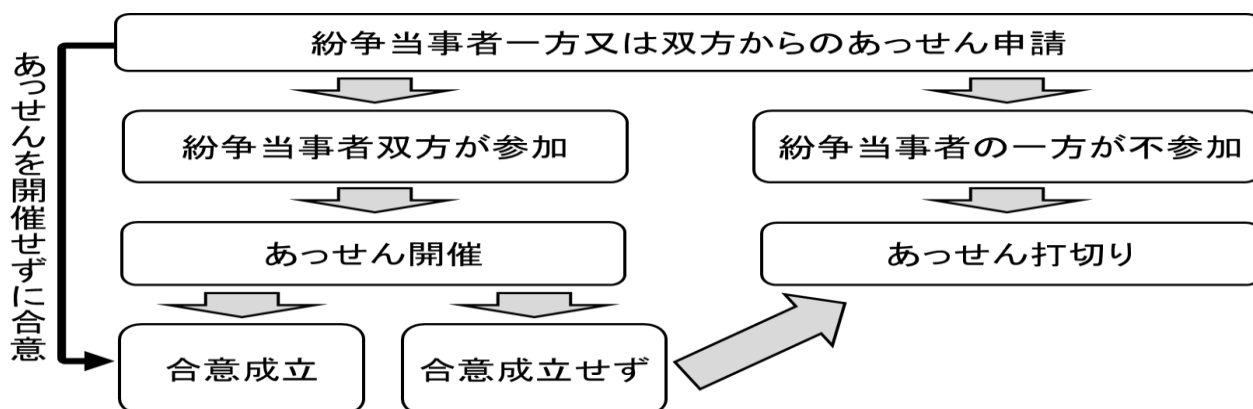 紛争当事者一方又は双方からのあっせん申請
あっせんを開催せずに合意
紛争当事者双方が参加
紛争当事者の一方が不参加
あっせん開催
あっせん打切り
合意成立
合意成立せず